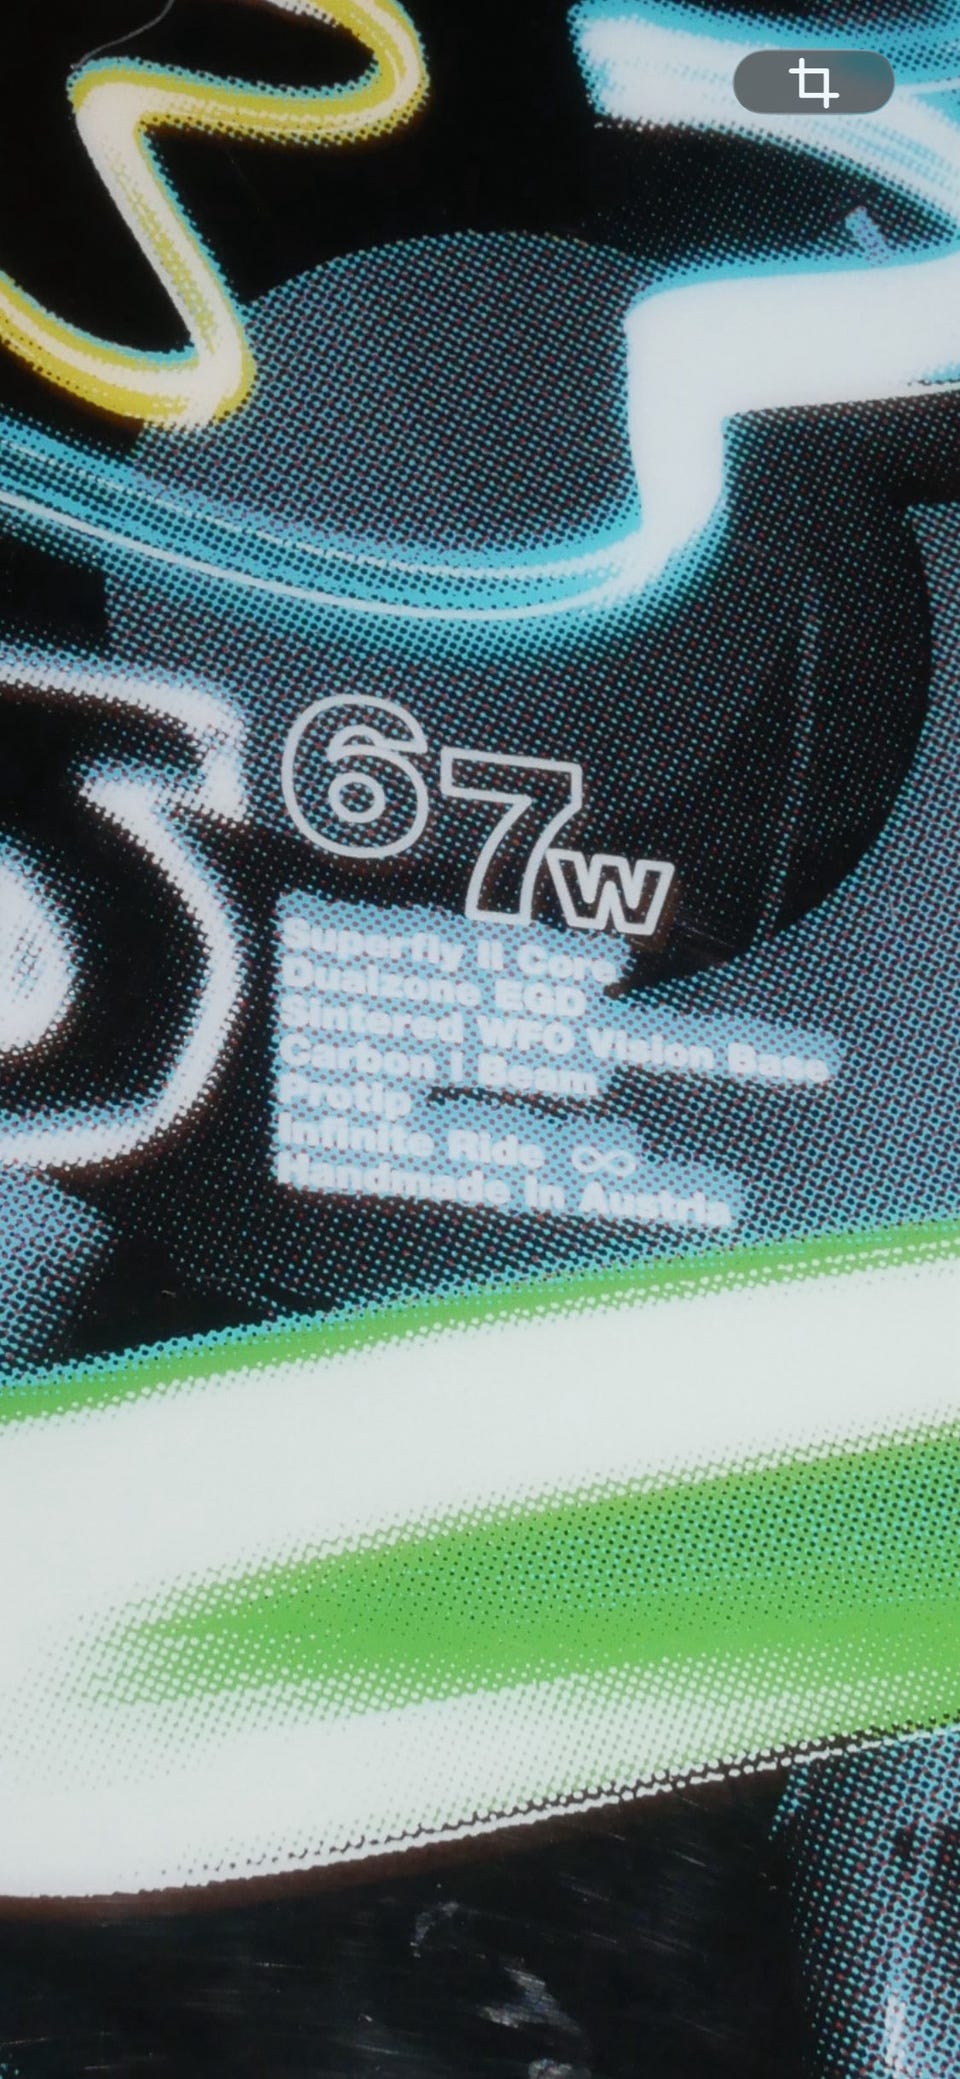 67w
Superfly II Core
Dualzone EGD
Sintered WFO Vision Base
Carbon I Beam
Protip
Infinite Ride ∞
Handmade in Austria